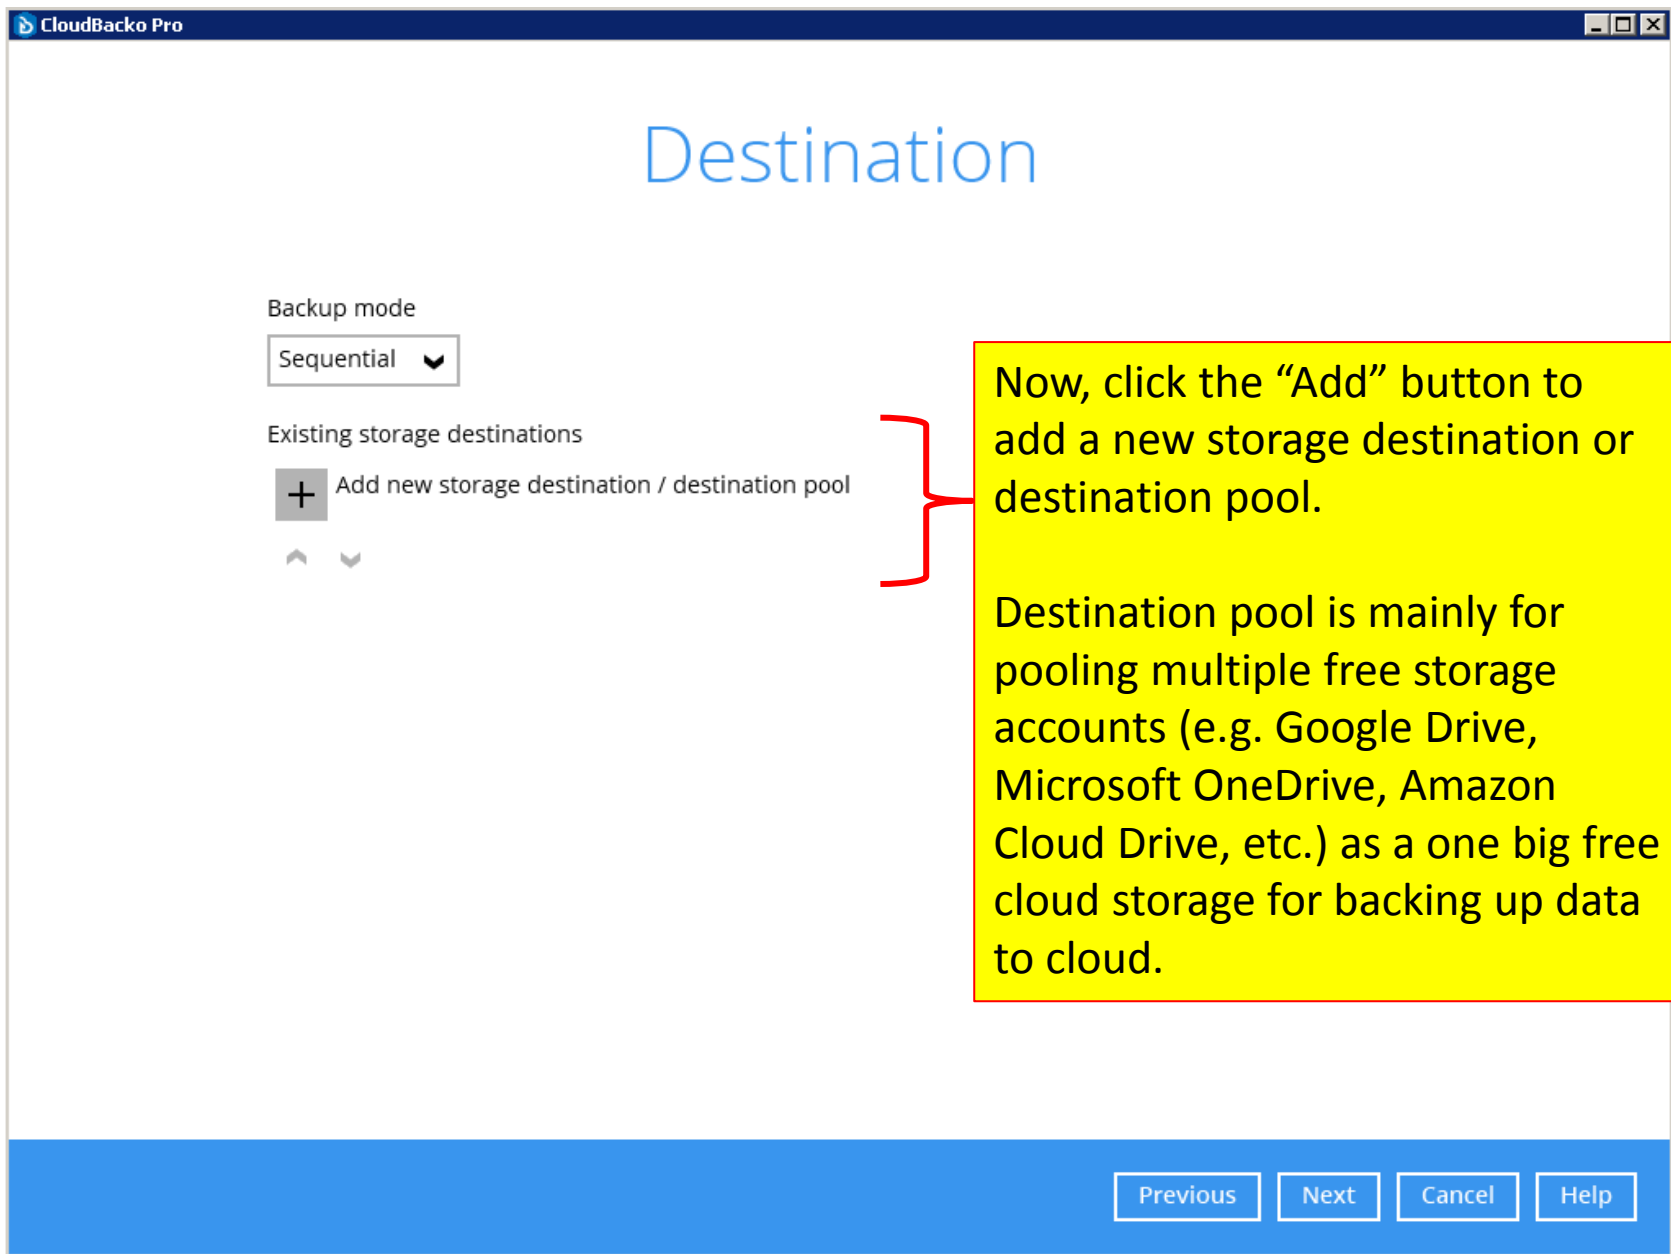 CloudBacko Pro
Destination
Backup mode
Sequential
Existing storage destinations
+ Add new storage destination / destination pool
Now, click the “Add” button to
add a new storage destination or
destination pool.
Destination pool is mainly for
pooling multiple free storage
accounts (e.g. Google Drive,
Microsoft OneDrive, Amazon
Cloud Drive, etc.) as a one big free
cloud storage for backing up data
to cloud.
Previous Next Cancel Help